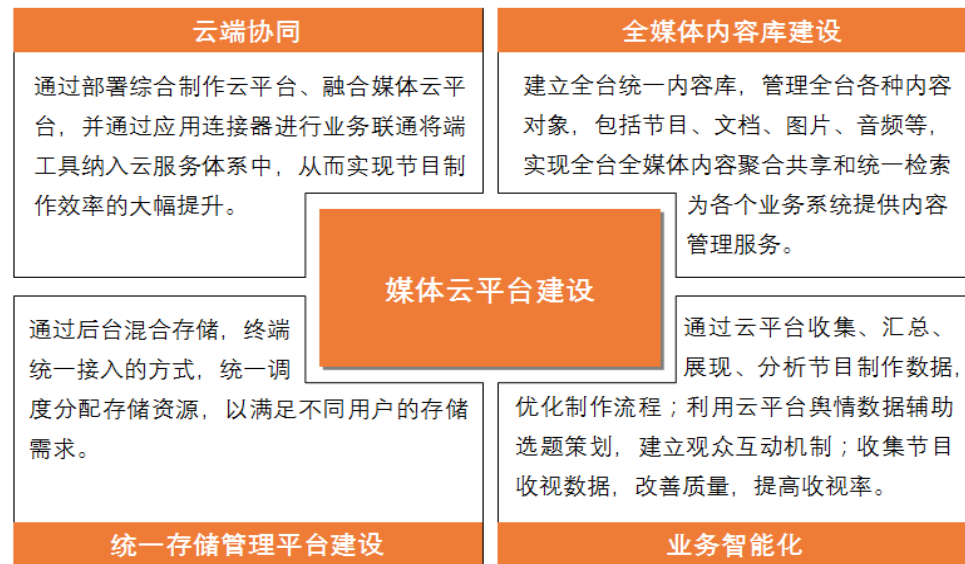 云端协同
通过部署综合制作云平台、融合媒体云平
台，并通过应用连接器进行业务联通将端
工具纳入云服务体系中，从而实现节目制
作效率的大幅提升。
全媒体内容库建设
建立全台统一内容库，管理全台各种内容
对象，包括节目、文档、图片、音频等，
实现全台全媒体内容聚合共享和统一检索
为各个业务系统提供内容
管理服务。
媒体云平台建设
通过后台混合存储，终端
统一接入的方式，统一调
度分配存储资源，以满足不同用户的存储
需求。
统一存储管理平台建设
通过云平台收集、汇总、
展现、分析节目制作数据，
优化制作流程；利用云平台舆情数据辅助
选题策划，建立观众互动机制；收集节目
收视数据，改善质量，提高收视率。
业务智能化